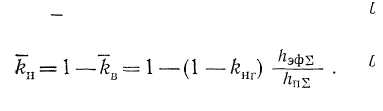 k̄н = 1 — k̄в = 1 — (1 — kнг) hэфΣ / hпΣ .